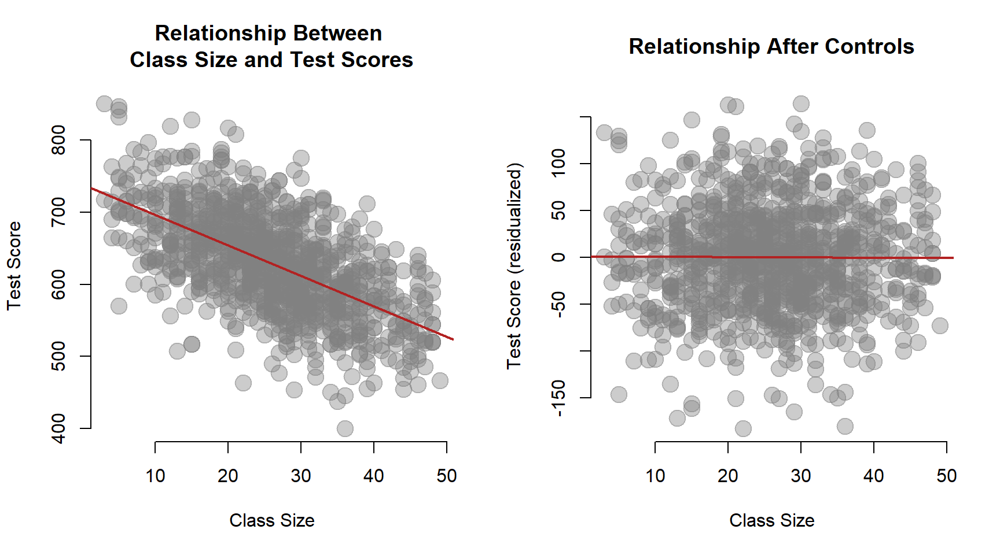 Relationship Between
Class Size and Test Scores
Test Score
800
700
600
500
400
10 20 30 40 50
Class Size
Relationship After Controls
Test Score (residualized)
100
50
0
-50
-150
10 20 30 40 50
Class Size